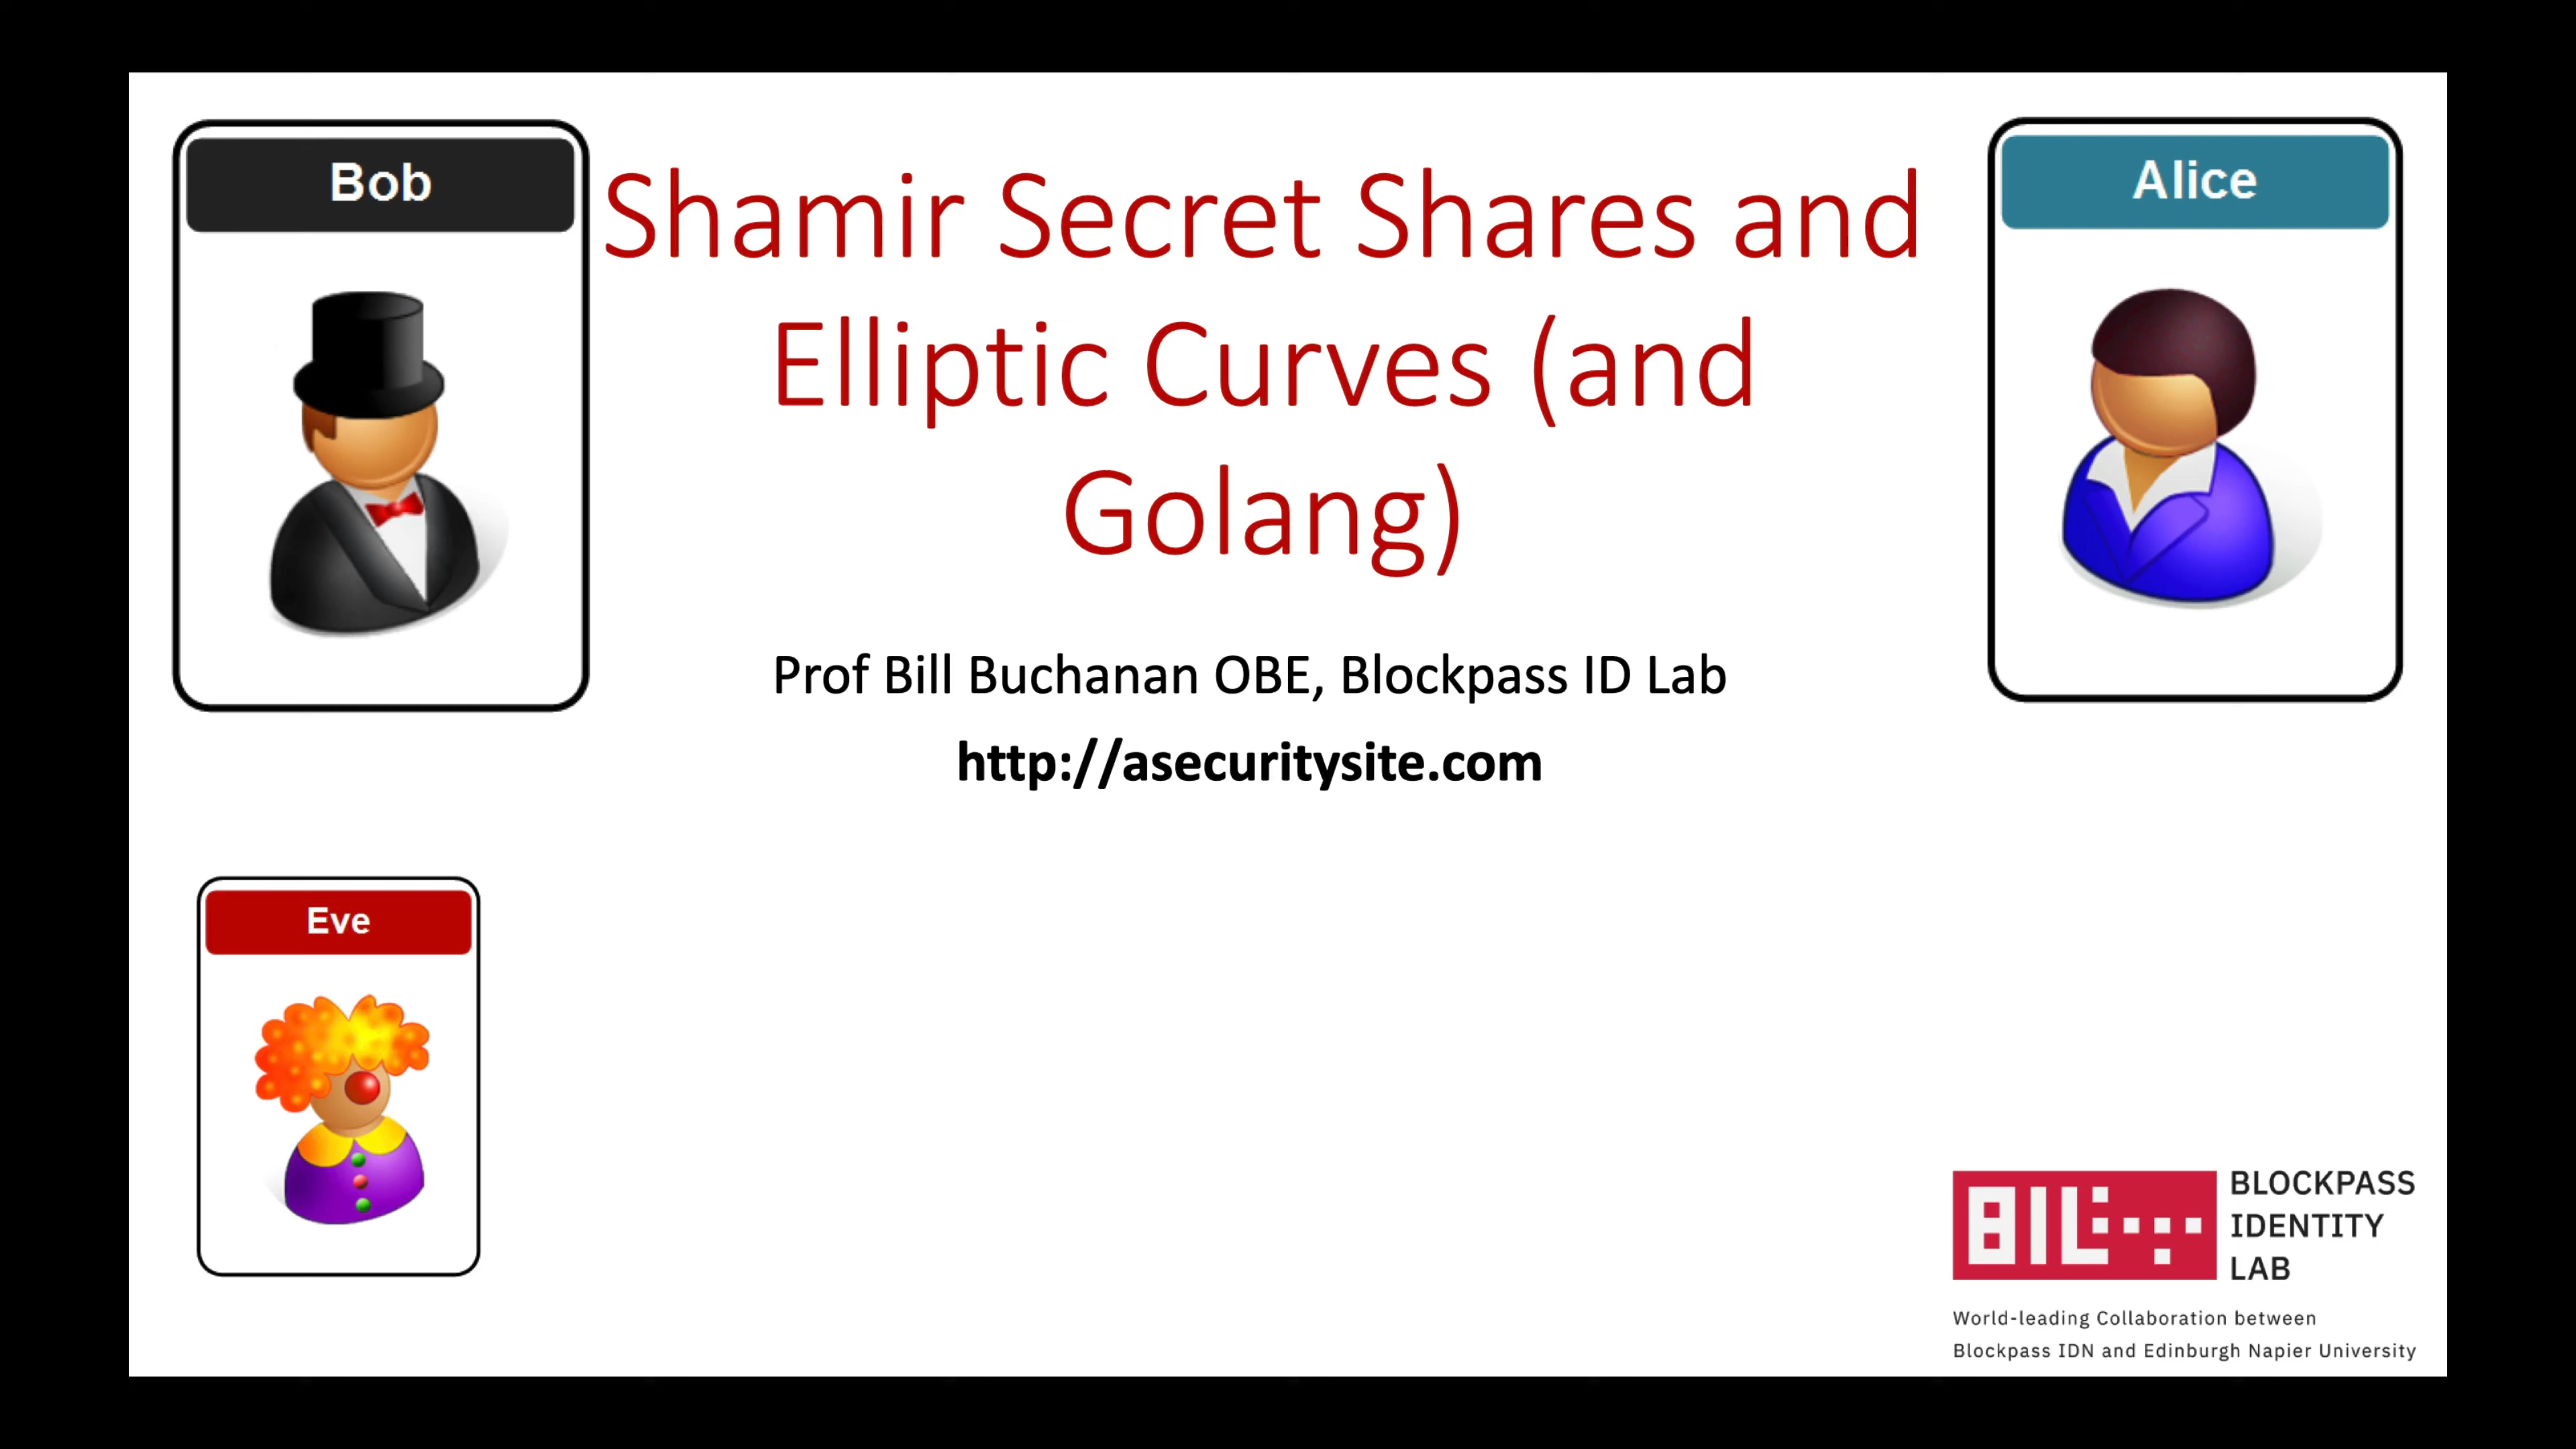 Bob
Shamir Secret Shares and
Elliptic Curves (and
Golang)
Alice
Prof Bill Buchanan OBE, Blockpass ID Lab
http://asecuritysite.com
Eve
BIL
BLOCKPASS
IDENTITY
LAB
World-leading Collaboration between
Blockpass IDN and Edinburgh Napier University